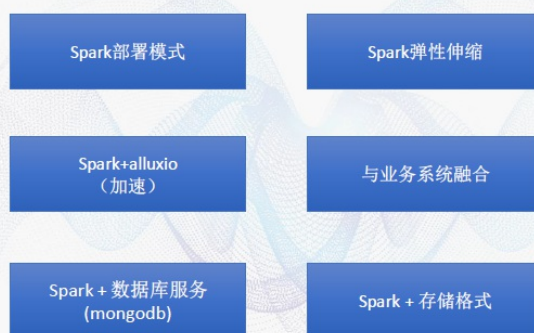 Spark部署模式
Spark弹性伸缩
Spark+alluxio
（加速）
与业务系统融合
Spark + 数据库服务
(mongodb)
Spark + 存储格式